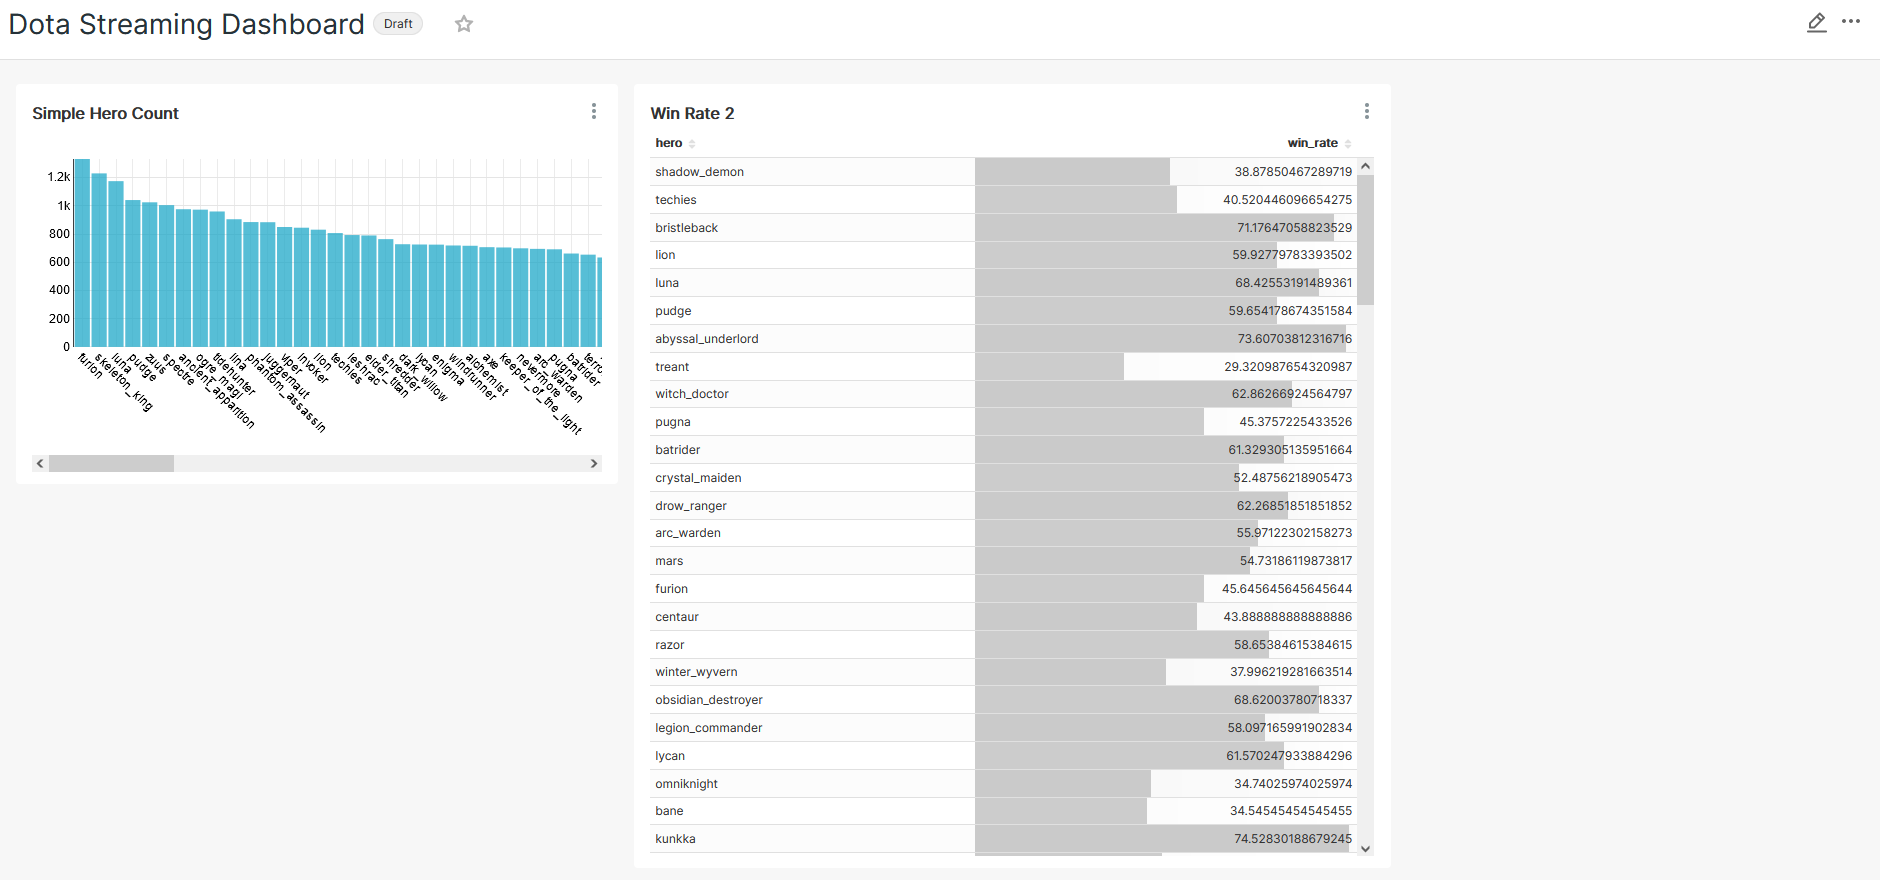 Dota Streaming Dashboard Draft
Simple Hero Count
1.2k
1k
800
600
400
200
0
furion
skeleton_king
luna
pudge
zuus
spectre
ancient_apparition
ogre_magi
tidehunter
lina
phantom_assassin
juggernaut
viper
invoker
lion
techies
leshrac
elder_titan
shredder
dark_willow
lycan
enigma
windrunner
alchemist
axe
keeper_of_the_light
nevermore
arc_warden
pugna
batrider
terro
Win Rate 2
hero win_rate
shadow_demon 38.87850467289719
techies 40.520446096654275
bristleback 71.17647058823529
lion 59.92779783393502
luna 68.42553191489361
pudge 59.654178674351584
abyssal_underlord 73.60703812316716
treant 29.320987654320987
witch_doctor 62.86266924564797
pugna 45.3757225433526
batrider 61.329305135951664
crystal_maiden 52.48756218905473
drow_ranger 62.26851851851852
arc_warden 55.97122302158273
mars 54.73186119873817
furion 45.645645645645644
centaur 43.888888888888886
razor 58.65384615384615
winter_wyvern 37.996219281663514
obsidian_destroyer 68.62003780718337
legion_commander 58.097165991902834
lycan 61.570247933884296
omniknight 34.74025974025974
bane 34.54545454545455
kunkka 74.52830188679245